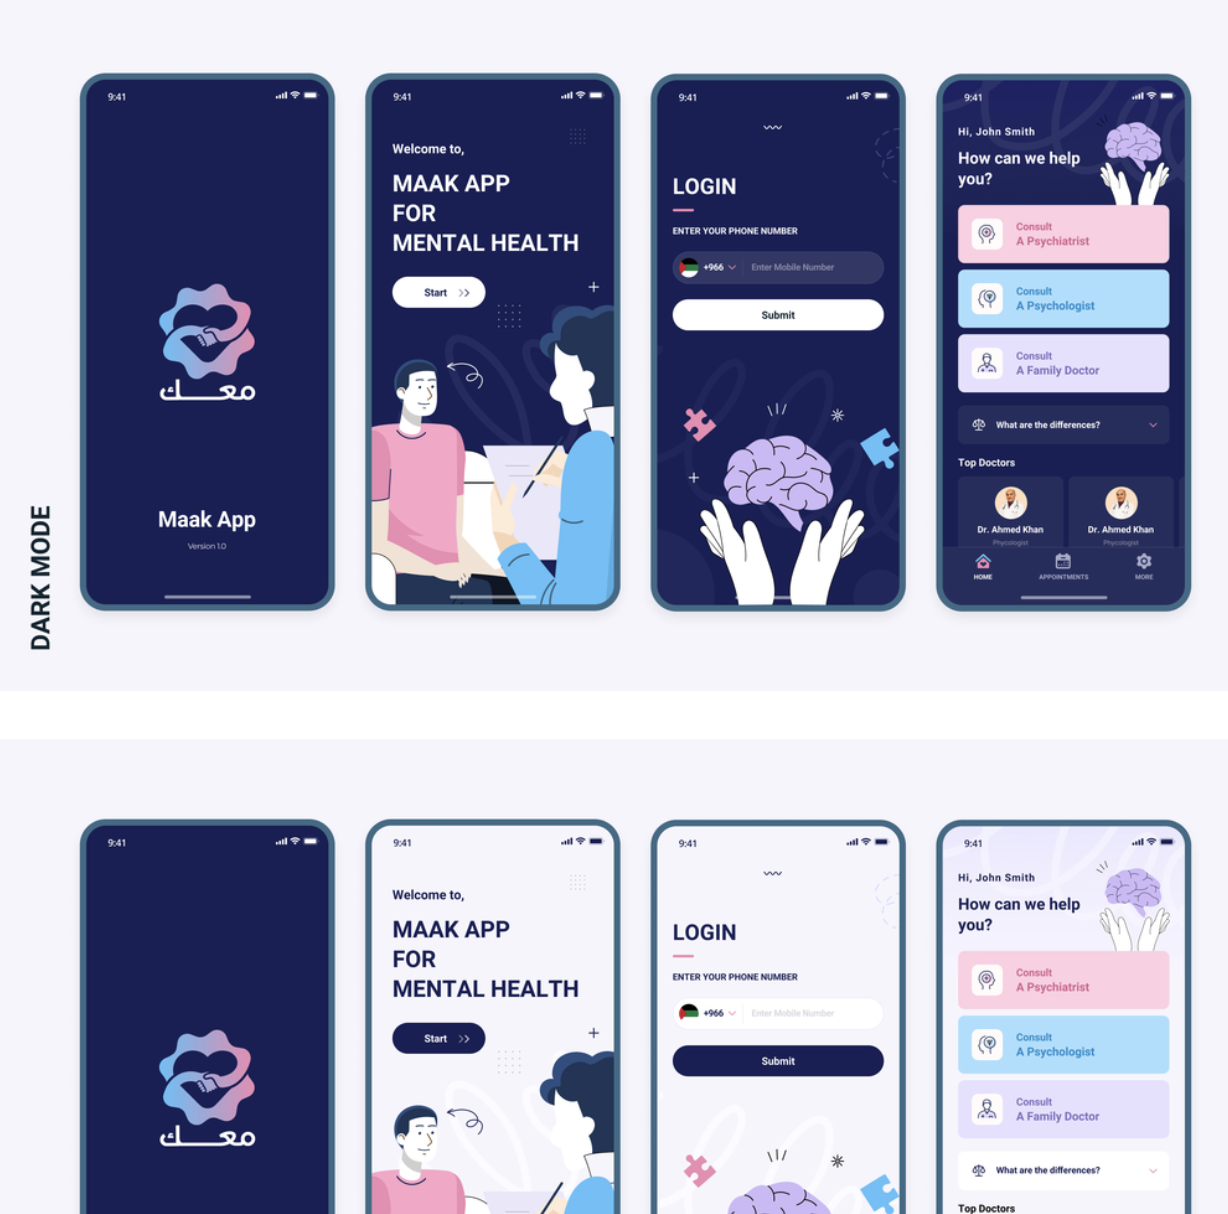 DARK MODE
9:41
معك
Maak App
Version 1.0
9:41
Welcome to,
MAAK APP
FOR
MENTAL HEALTH
Start
9:41
LOGIN
ENTER YOUR PHONE NUMBER
+966 Enter Mobile Number
Submit
9:41
Hi, John Smith
How can we help
you?
Consult
A Psychiatrist
Consult
A Psychologist
Consult
A Family Doctor
What are the differences?
Top Doctors
Dr. Ahmed Khan
Phycologist
Dr. Ahmed Khan
Phycologist
HOME
APPOINTMENTS
MORE
9:41
معك
9:41
Welcome to,
MAAK APP
FOR
MENTAL HEALTH
Start
9:41
LOGIN
ENTER YOUR PHONE NUMBER
+966 Enter Mobile Number
Submit
9:41
Hi, John Smith
How can we help
you?
Consult
A Psychiatrist
Consult
A Psychologist
Consult
A Family Doctor
What are the differences?
Top Doctors